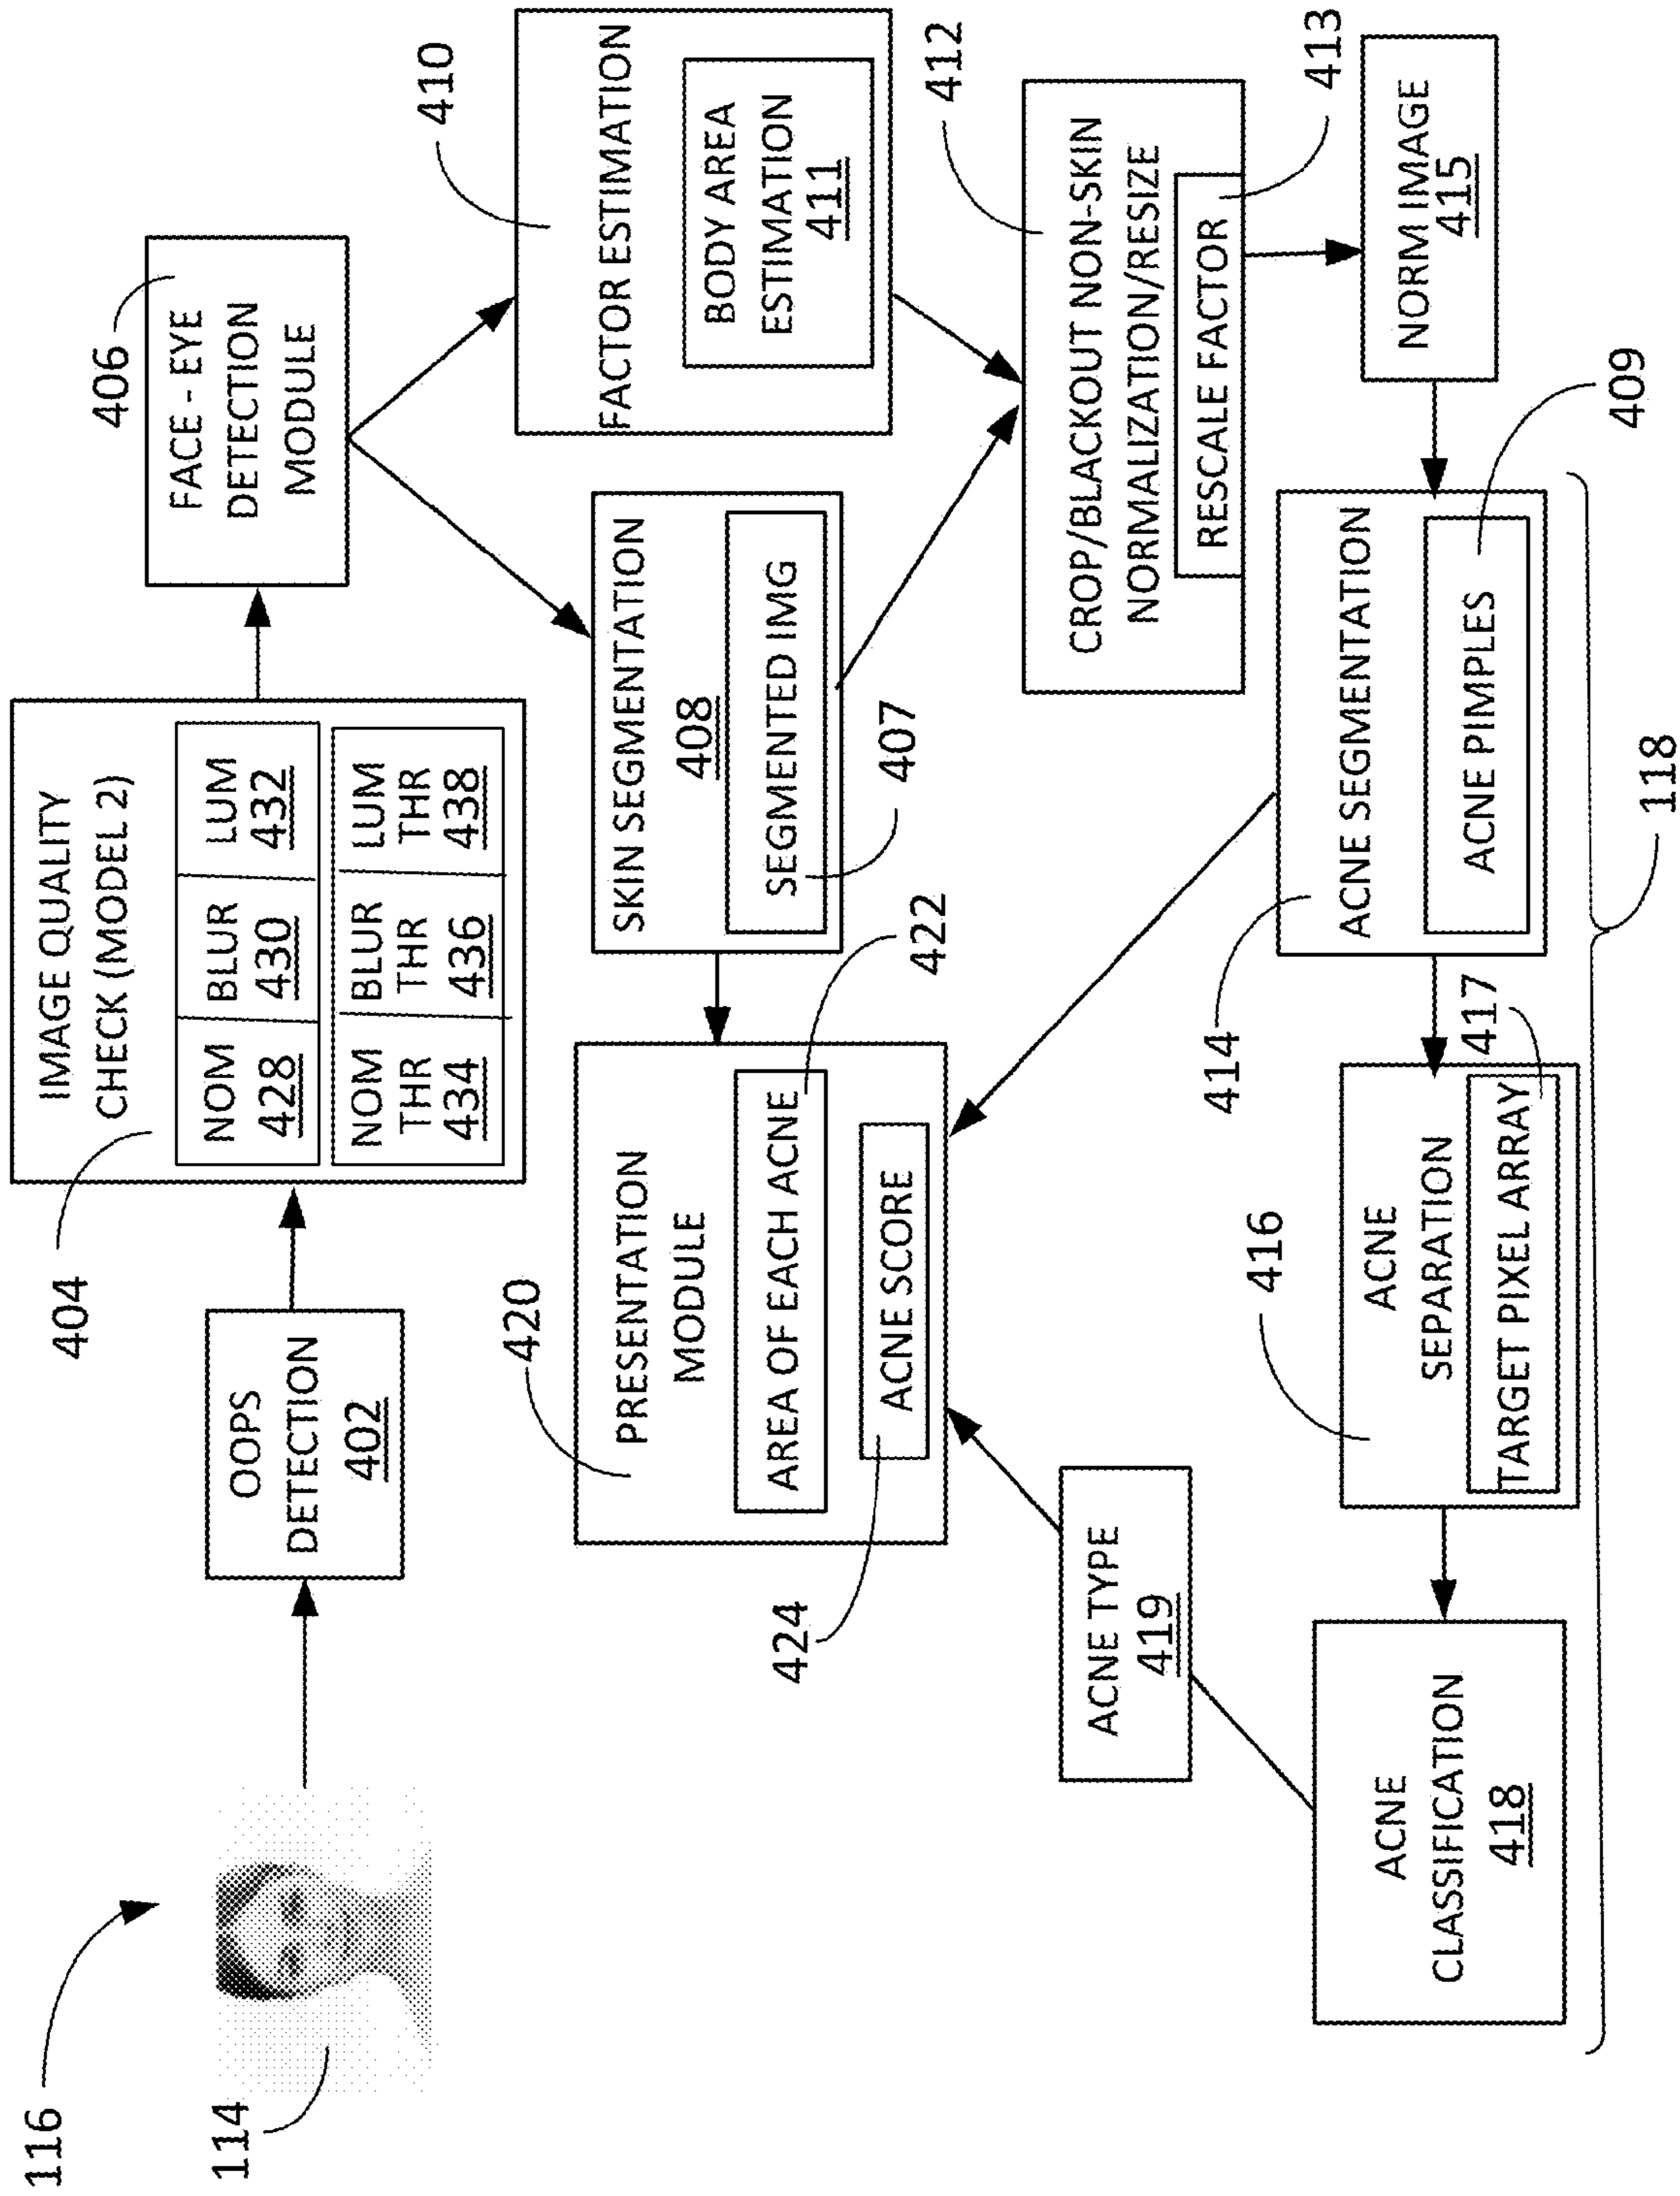 116
114
OOPS
DETECTION
402
404
IMAGE QUALITY
CHECK (MODEL 2)
NOM
428
BLUR
430
LUM
432
NOM
THR
434
BLUR
THR
436
LUM
THR
438
406
FACE - EYE
DETECTION
MODULE
420
PRESENTATION
MODULE
AREA OF EACH ACNE
ACNE SCORE
422
424
SKIN SEGMENTATION
408
SEGMENTED IMG
407
410
FACTOR ESTIMATION
BODY AREA
ESTIMATION
411
412
CROP/BLACKOUT NON-SKIN
NORMALIZATION/RESIZE
RESCALE FACTOR
413
ACNE TYPE
419
ACNE
CLASSIFICATION
418
416
ACNE
SEPARATION
TARGET PIXEL ARRAY
417
414
ACNE SEGMENTATION
ACNE PIMPLES
409
NORM IMAGE
415
118